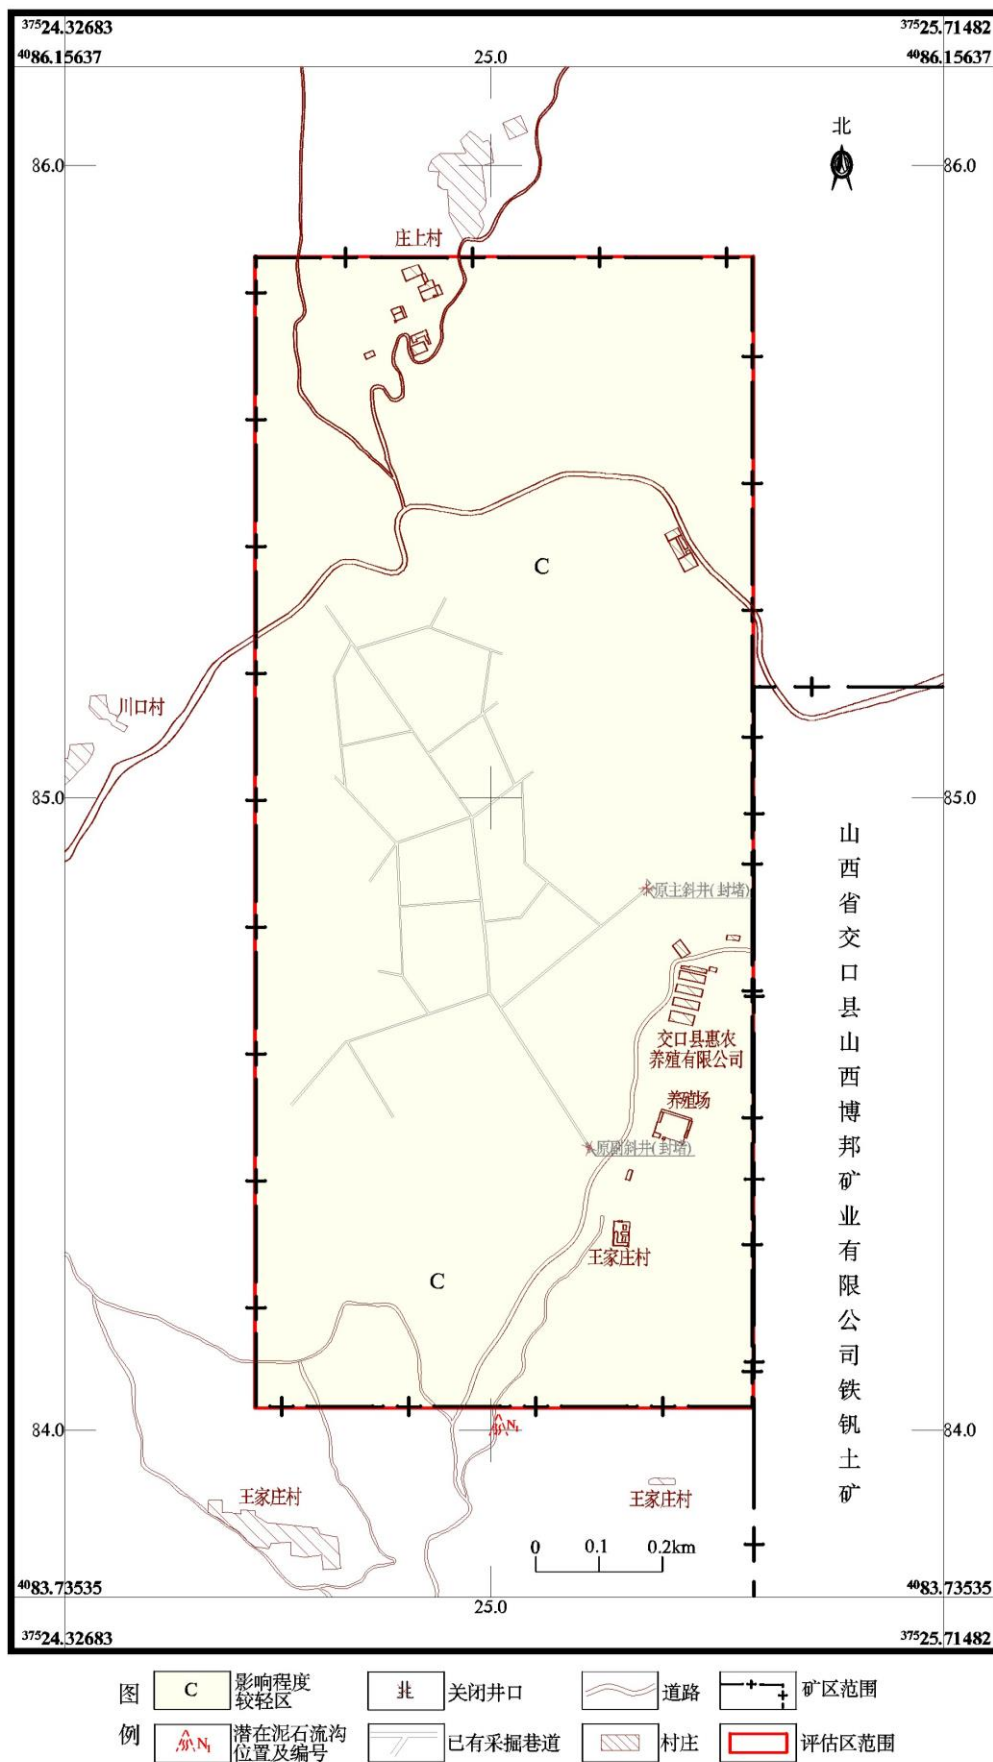 37524.32683
37525.71482
4086.15637
25.0
4086.15637
北
86.0
86.0
庄上村
C
川口村
85.0
85.0
原主斜井(封堵)
交口县惠农
养殖有限公司
养殖场
原副斜井(封堵)
王家庄村
C
山西省交口县山西博邦矿业有限公司铁钒土矿
84.0
N1
84.0
王家庄村
王家庄村
0 0.1 0.2km
4083.73535
25.0
4083.73535
37524.32683
37525.71482
图例
C
影响程度
较轻区
关闭井口
道路
矿区范围
N1
潜在泥石流沟
位置及编号
已有采掘巷道
村庄
评估区范围